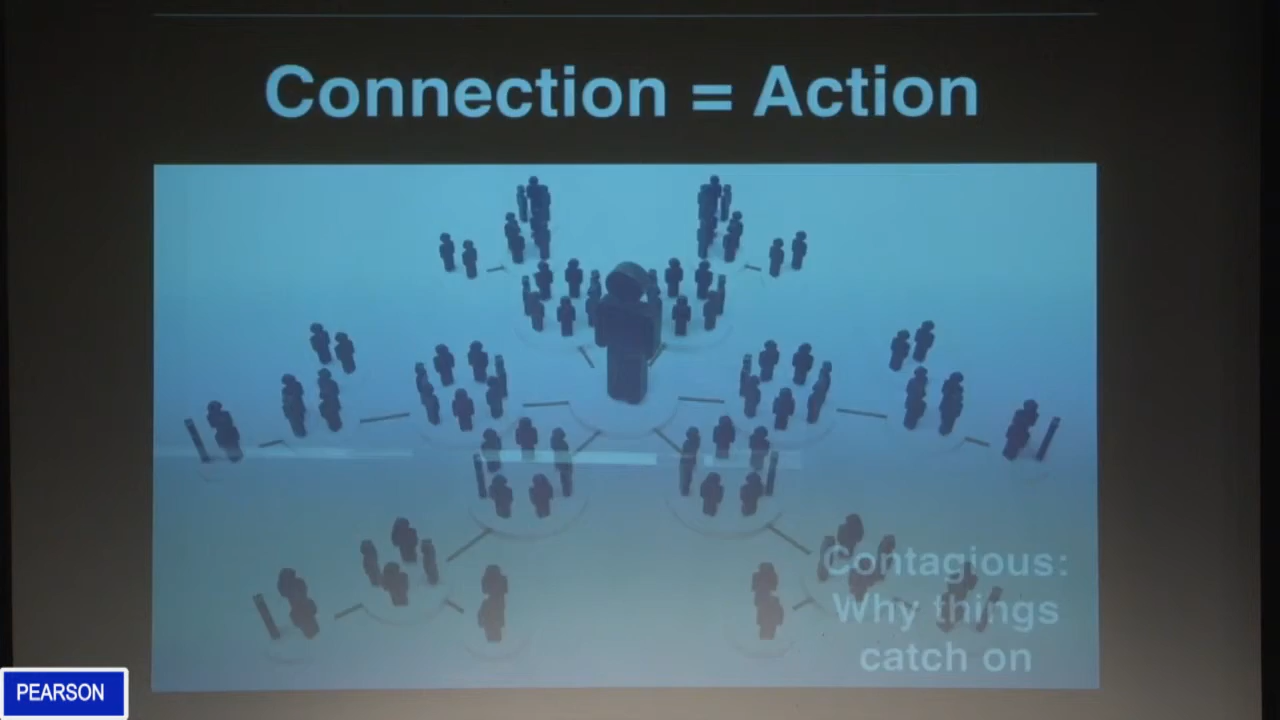 Connection = Action
Contagious:
Why things
catch on
PEARSON